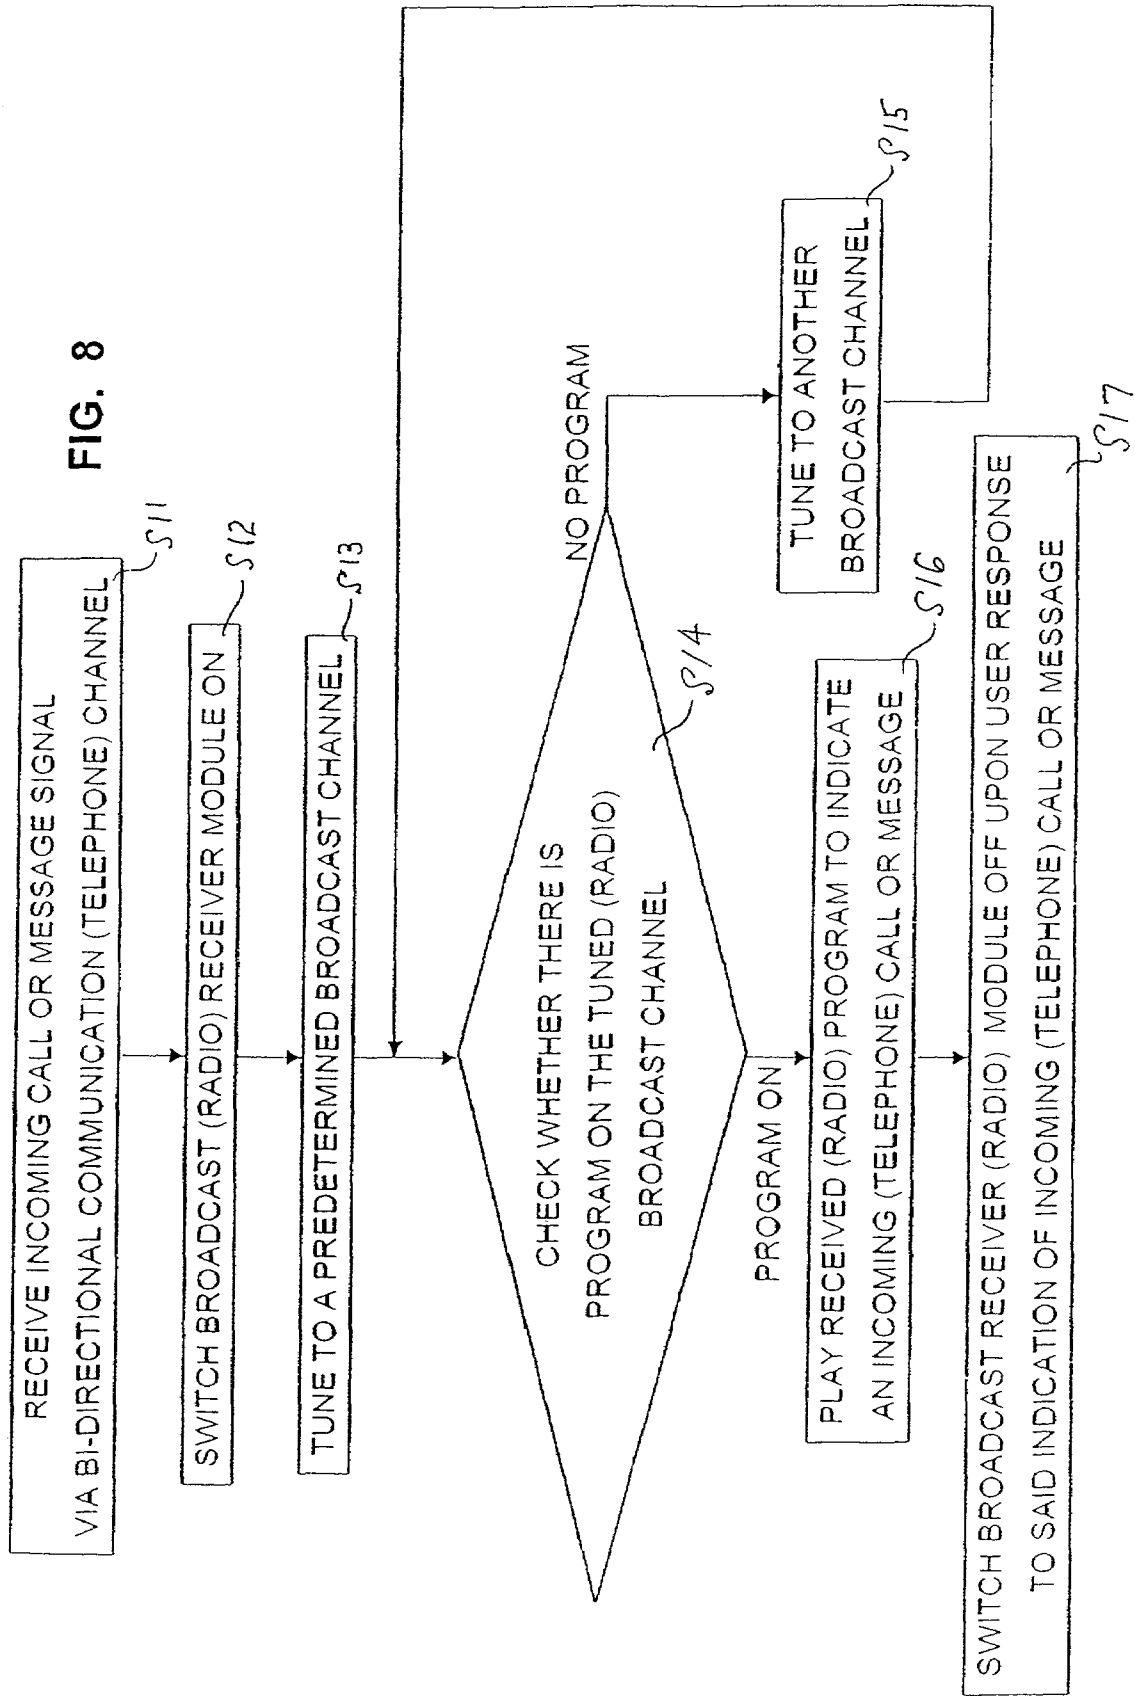 FIG. 8
RECEIVE INCOMING CALL OR MESSAGE SIGNAL
VIA BI-DIRECTIONAL COMMUNICATION (TELEPHONE) CHANNEL
S11
SWITCH BROADCAST (RADIO) RECEIVER MODULE ON
S12
TUNE TO A PREDETERMINED BROADCAST CHANNEL
S13
CHECK WHETHER THERE IS
PROGRAM ON THE TUNED (RADIO)
BROADCAST CHANNEL
S14
NO PROGRAM
TUNE TO ANOTHER
BROADCAST CHANNEL
S15
PROGRAM ON
PLAY RECEIVED (RADIO) PROGRAM TO INDICATE
AN INCOMING (TELEPHONE) CALL OR MESSAGE
S16
SWITCH BROADCAST RECEIVER (RADIO) MODULE OFF UPON USER RESPONSE
TO SAID INDICATION OF INCOMING (TELEPHONE) CALL OR MESSAGE
S17